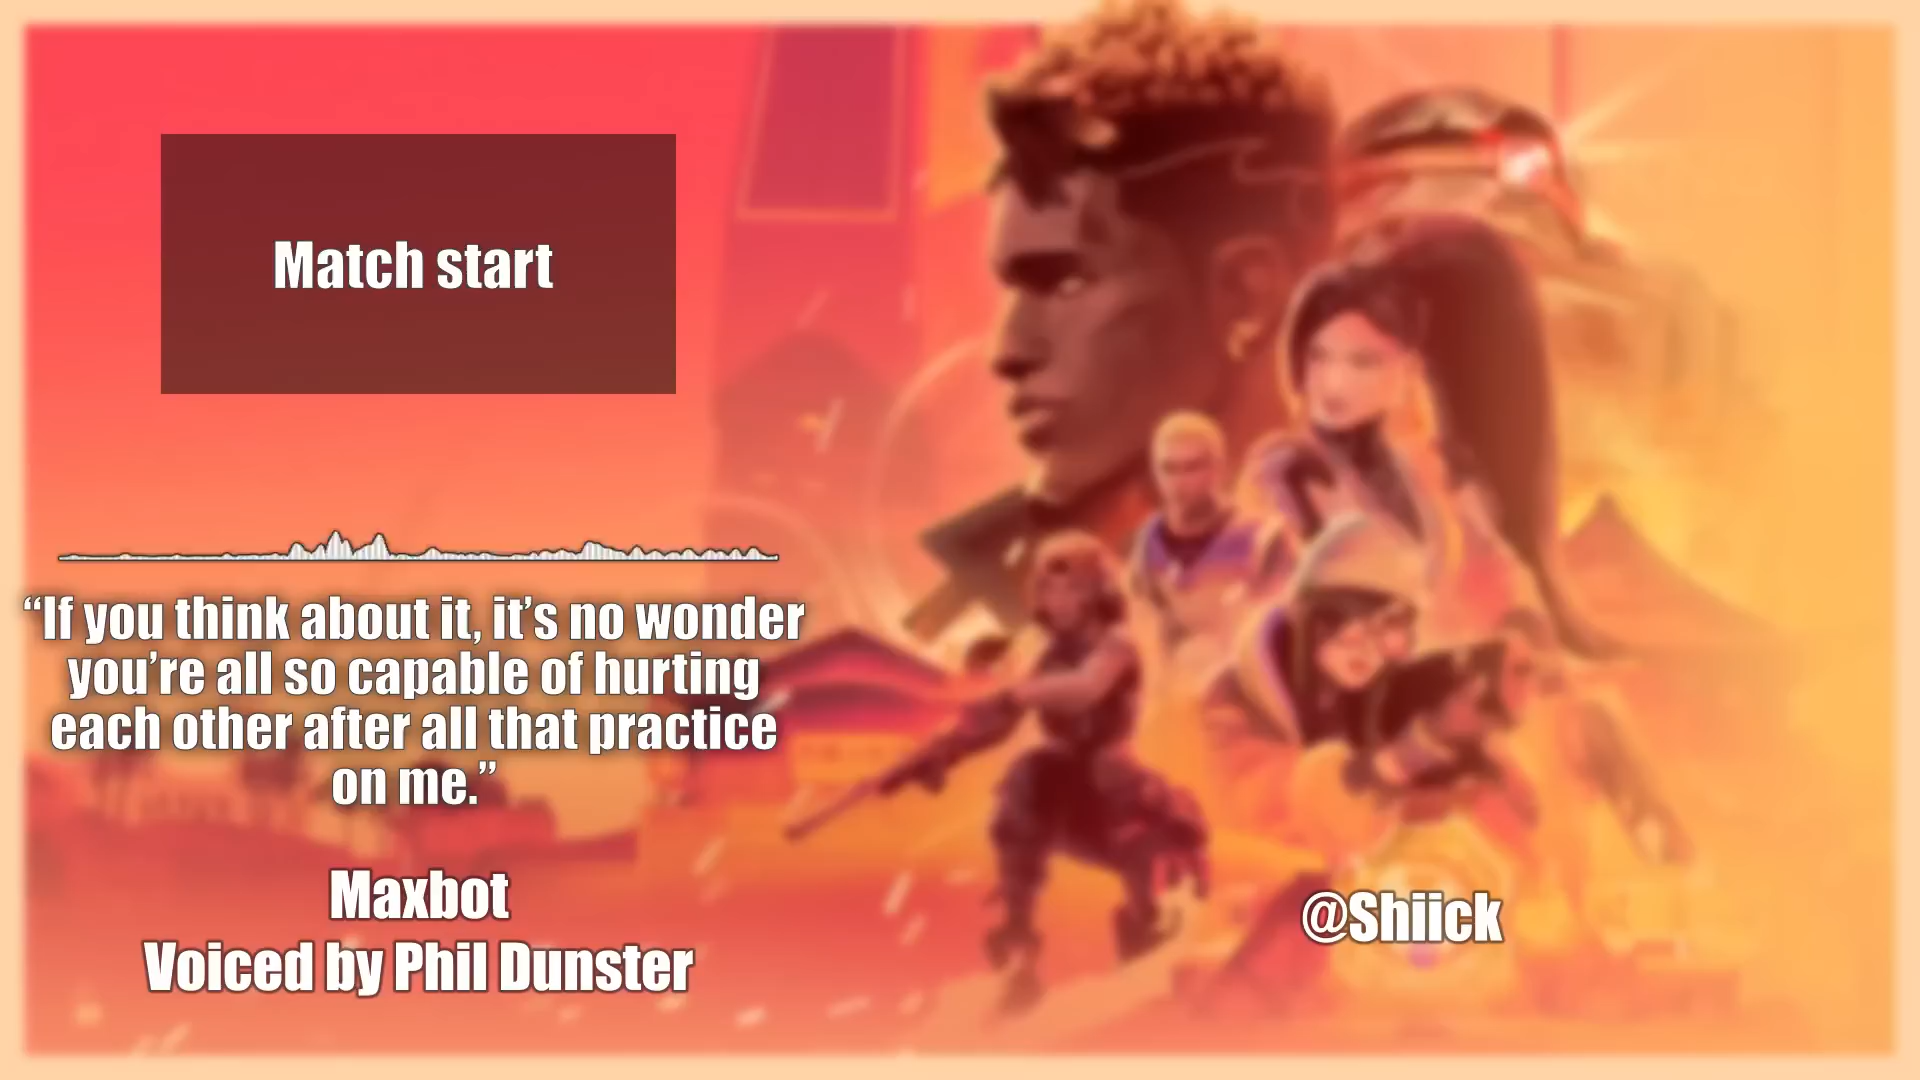 Match start
“If you think about it, it’s no wonder
you’re all so capable of hurting
each other after all that practice
on me.”
Maxbot
Voiced by Phil Dunster
@Shiick